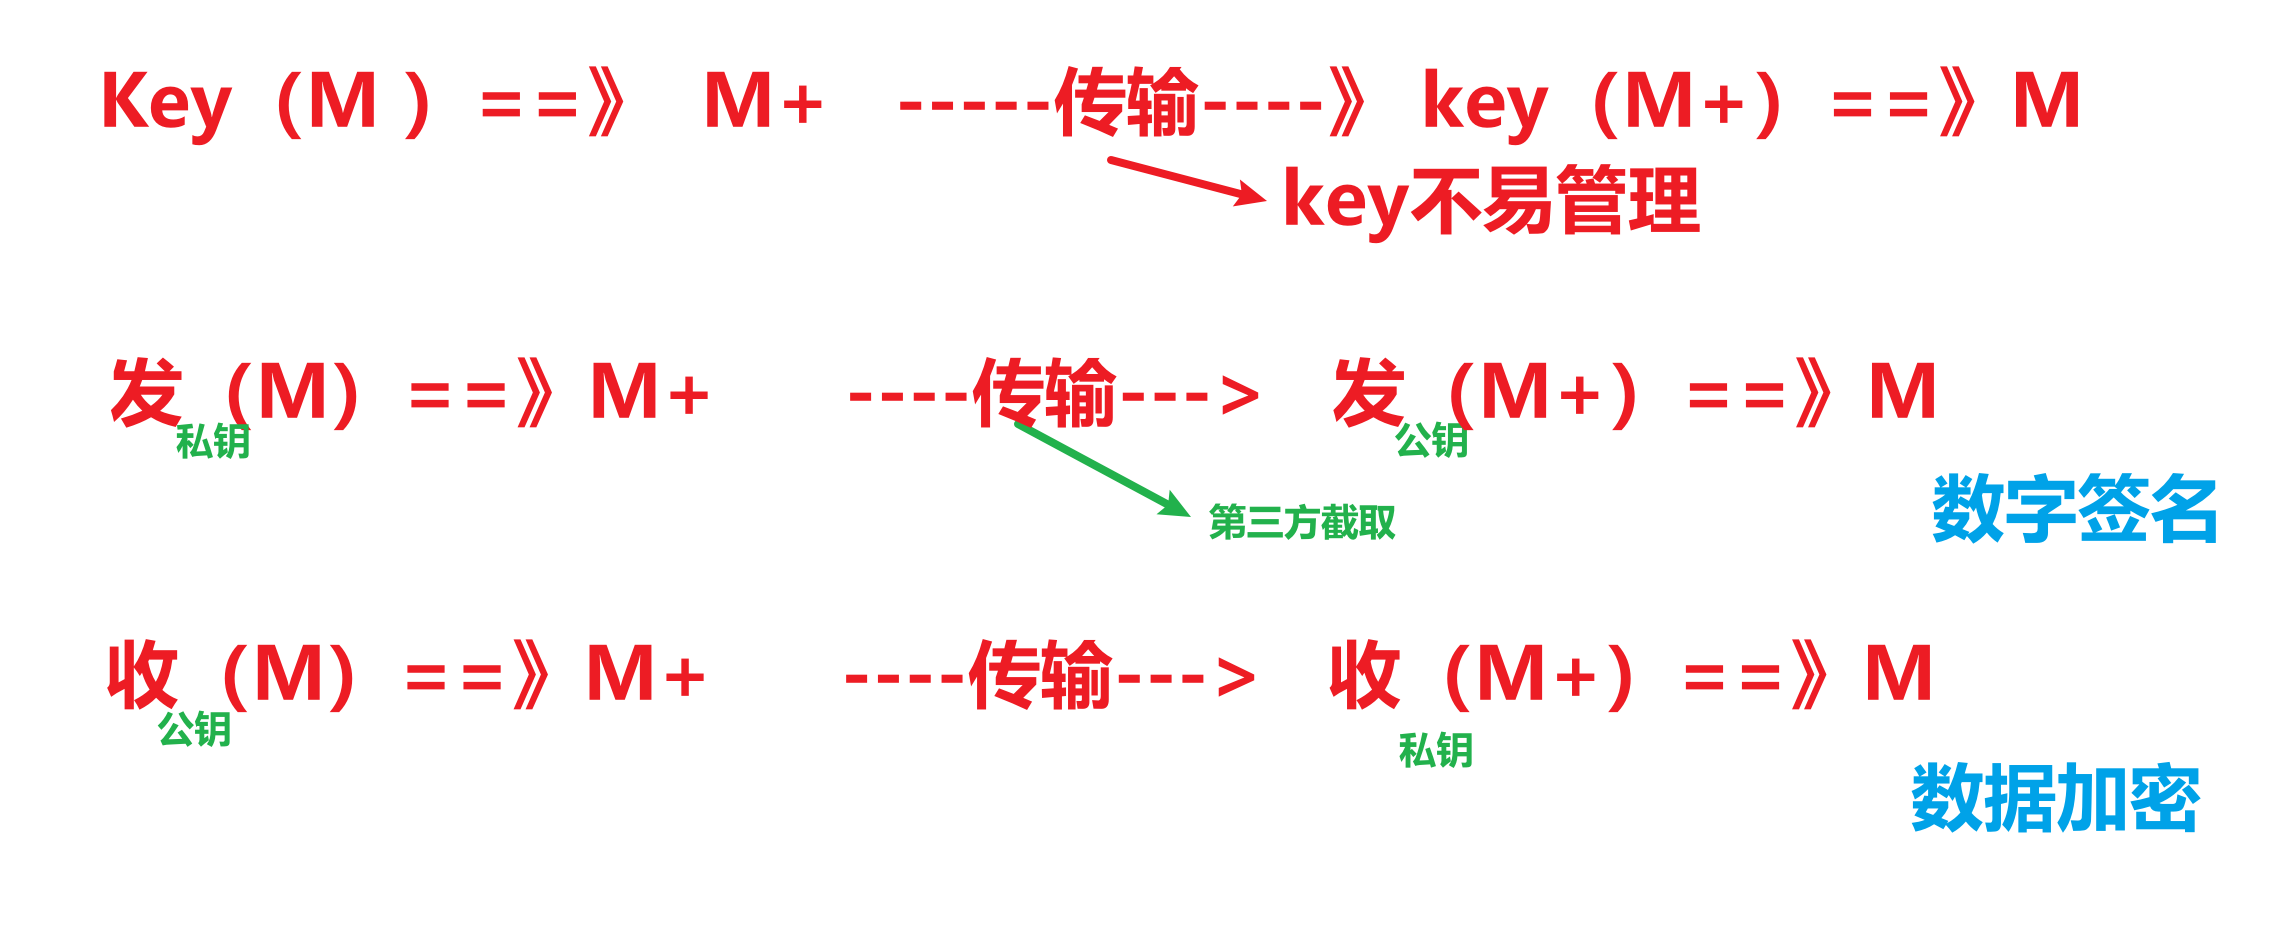 Key（M ）==》 M+ -----传输----》 key（M+）==》M
key不易管理
发（M）==》M+ ----传输---> 发（M+）==》M
私钥 公钥
第三方截取
数字签名
收（M）==》M+ ----传输---> 收（M+）==》M
公钥 私钥
数据加密